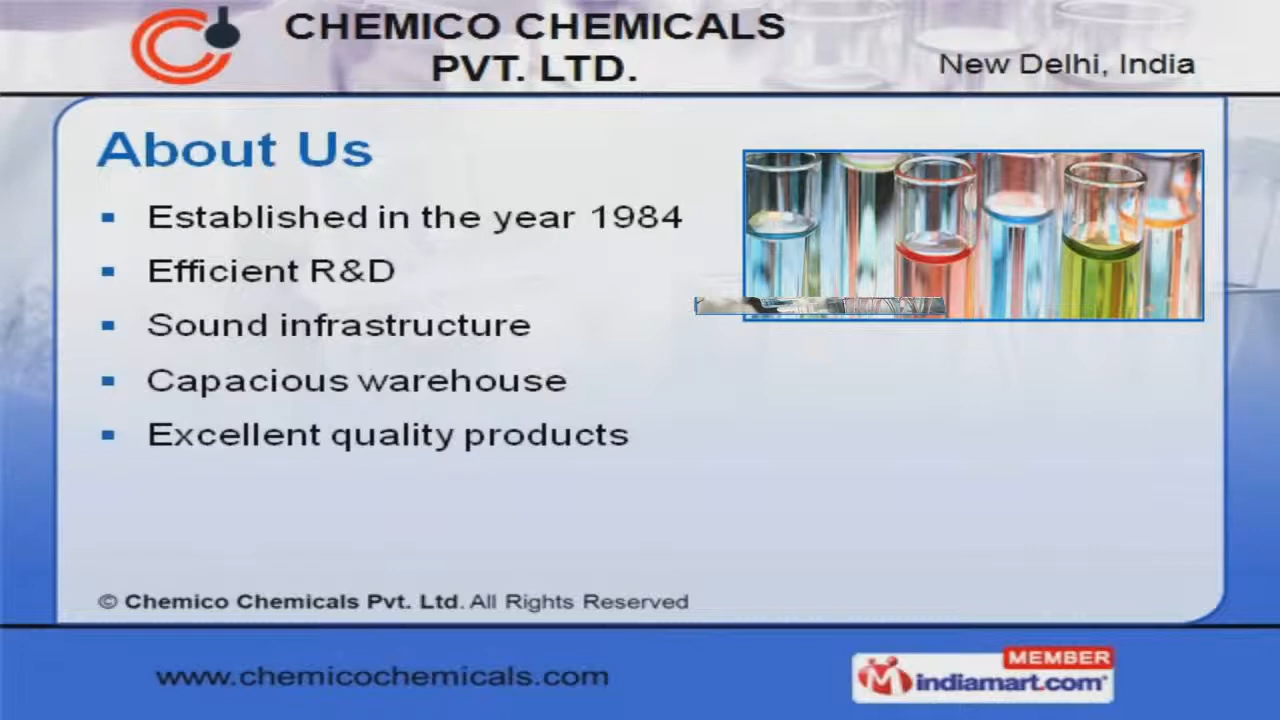 CHEMICO CHEMICALS
PVT. LTD.
New Delhi, India
About Us
Established in the year 1984
Efficient R&D
Sound infrastructure
Capacious warehouse
Excellent quality products
© Chemico Chemicals Pvt. Ltd. All Rights Reserved
www.chemicochemicals.com
MEMBER
indiamart.com